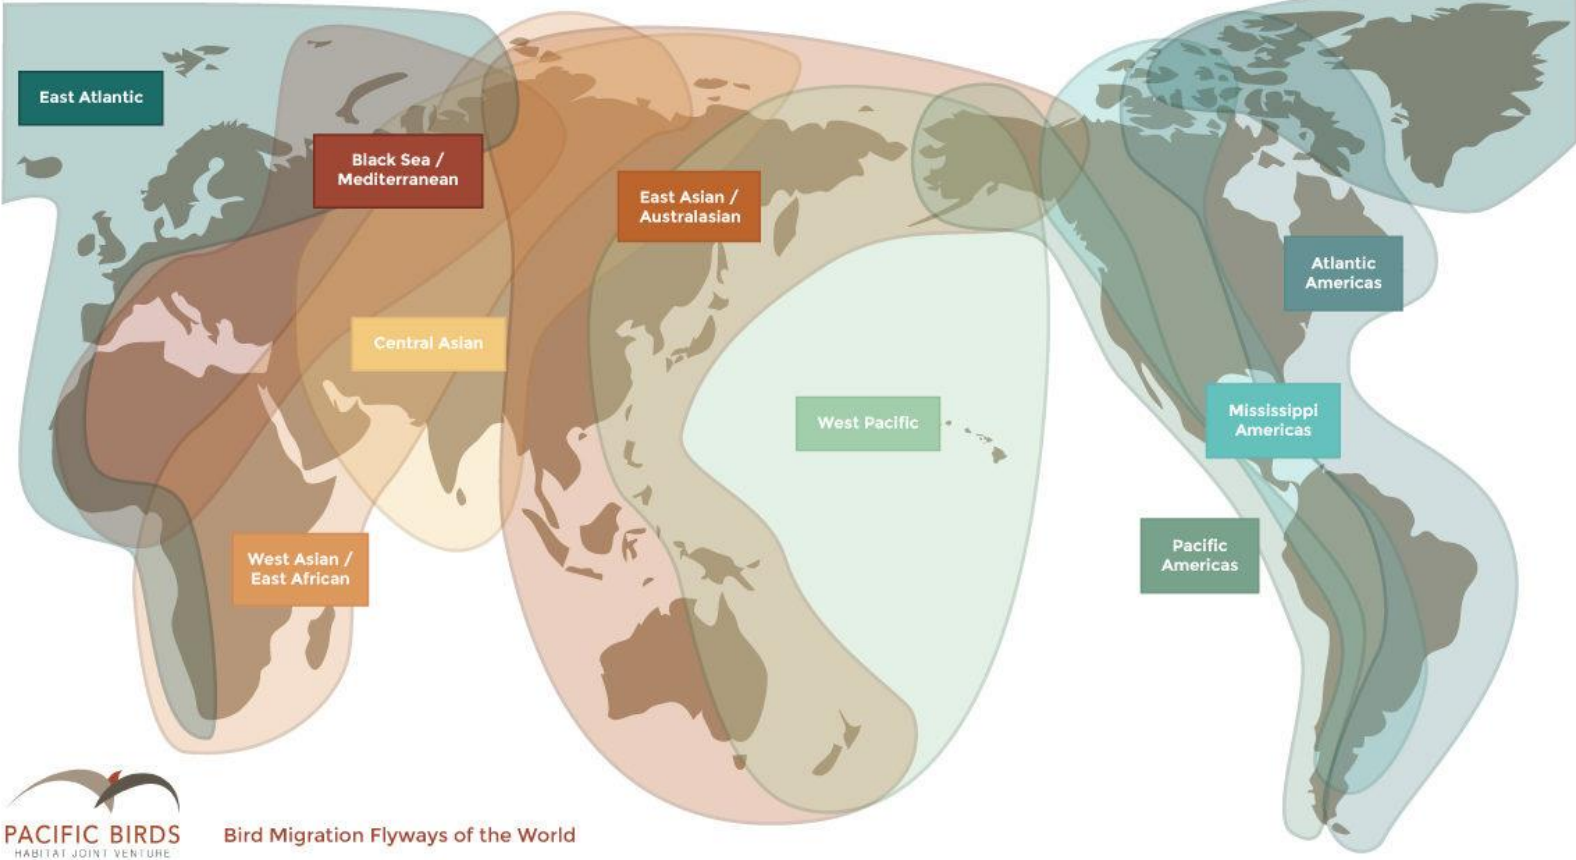 East Atlantic
Black Sea /
Mediterranean
East Asian /
Australasian
Atlantic
Americas
Central Asian
Mississippi
Americas
West Pacific
West Asian /
East African
Pacific
Americas
PACIFIC BIRDS
HABITAT JOINT VENTURE
Bird Migration Flyways of the World